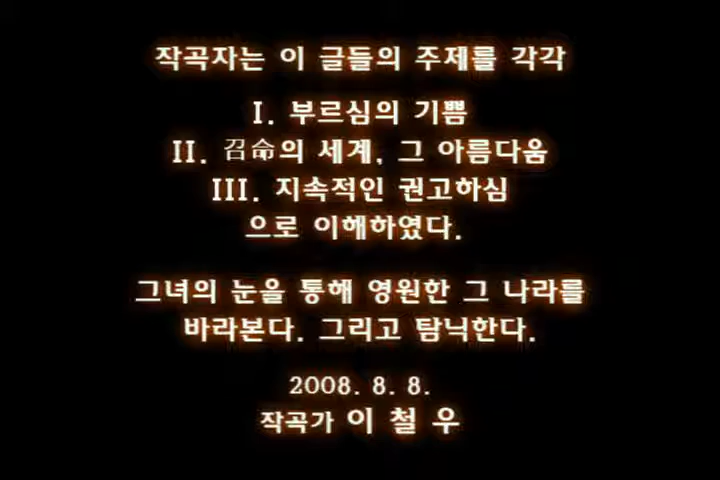 작곡자는 이 글들의 주제를 각각
I. 부르심의 기쁨
II. 召命의 세계, 그 아름다움
III. 지속적인 권고하심
으로 이해하였다.
그녀의 눈을 통해 영원한 그 나라를
바라본다. 그리고 탐닉한다.
2008. 8. 8.
작곡가 이 철 우